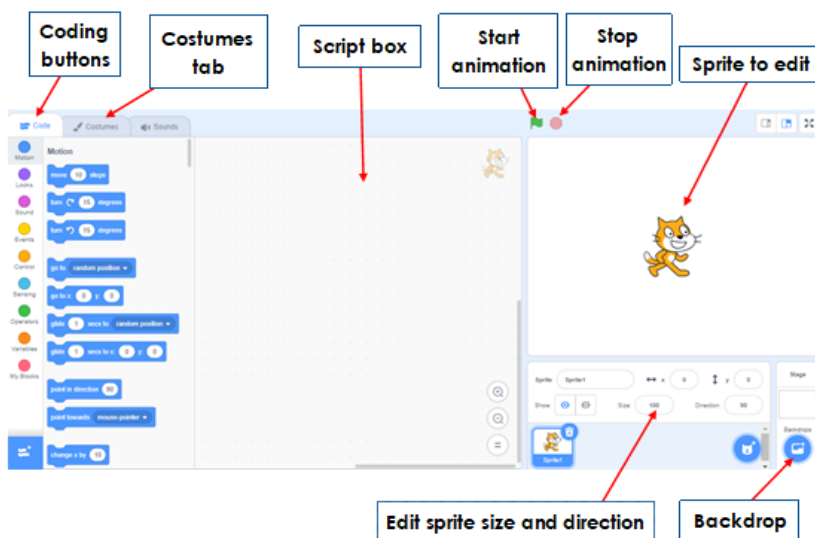 Coding
buttons
Costumes
tab
Script box
Start
animation
Stop
animation
Sprite to edit
Code
Costumes
Sounds
Motion
Looks
Sound
Events
Control
Sensing
Operators
Variables
My Blocks
Motion
move 10 steps
turn 15 degrees
turn 15 degrees
go to random position
go to x: 0 y: 0
glide 1 secs to random position
glide 1 secs to x: 0 y: 0
point in direction 90
point towards mouse-pointer
change x by 10
Sprite Sprite1 x 0 y 0
Show Size 100 Direction 90
Sprite1
Stage
Backdrops
Edit sprite size and direction
Backdrop